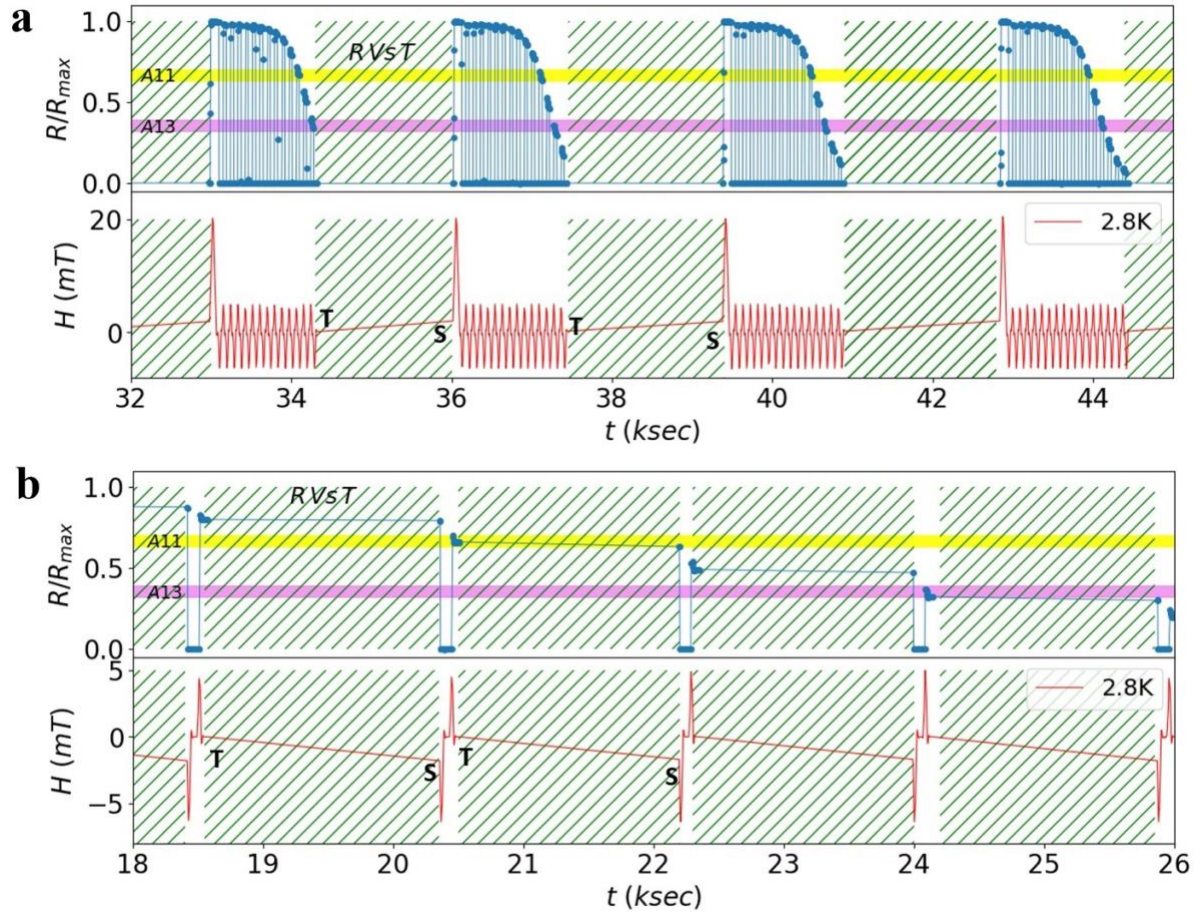 a
1.0
R Vs T
A11
R/Rmax
0.5
A13
0.0
20
2.8K
H (mT)
T
T
0
S
S
32 34 36 38 40 42 44
t (ksec)
b
1.0
R Vs T
A11
R/Rmax
0.5
A13
0.0
5
2.8K
H (mT)
0
T
T
S
S
−5
18 19 20 21 22 23 24 25 26
t (ksec)